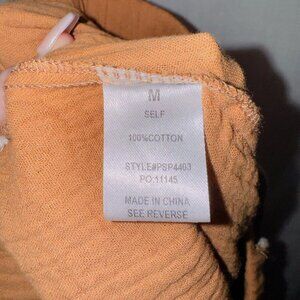 M
SELF
100%COTTON
STYLE#PSP4403
PO:11145
MADE IN CHINA
SEE REVERSE